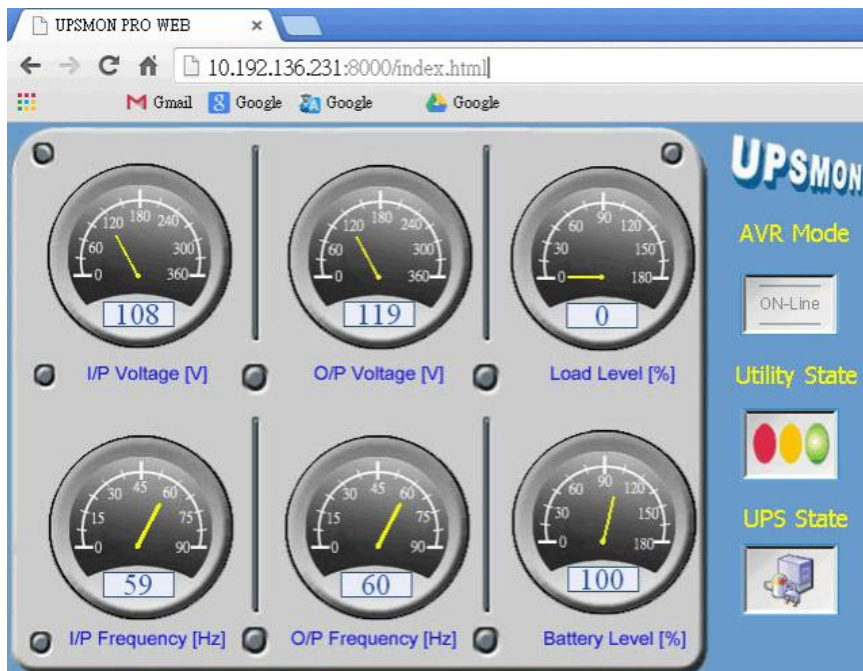 UPSMON PRO WEB
10.192.136.231:8000/index.html
Gmail Google Google Google
UPSMON
0 60 120 180 240 300 360
108
I/P Voltage [V]
0 60 120 180 240 300 360
119
O/P Voltage [V]
0 30 60 90 120 150 180
0
Load Level [%]
AVR Mode
ON-Line
Utility State
0 15 30 45 60 75 90
59
I/P Frequency [Hz]
0 15 30 45 60 75 90
60
O/P Frequency [Hz]
0 30 60 90 120 150 180
100
Battery Level [%]
UPS State